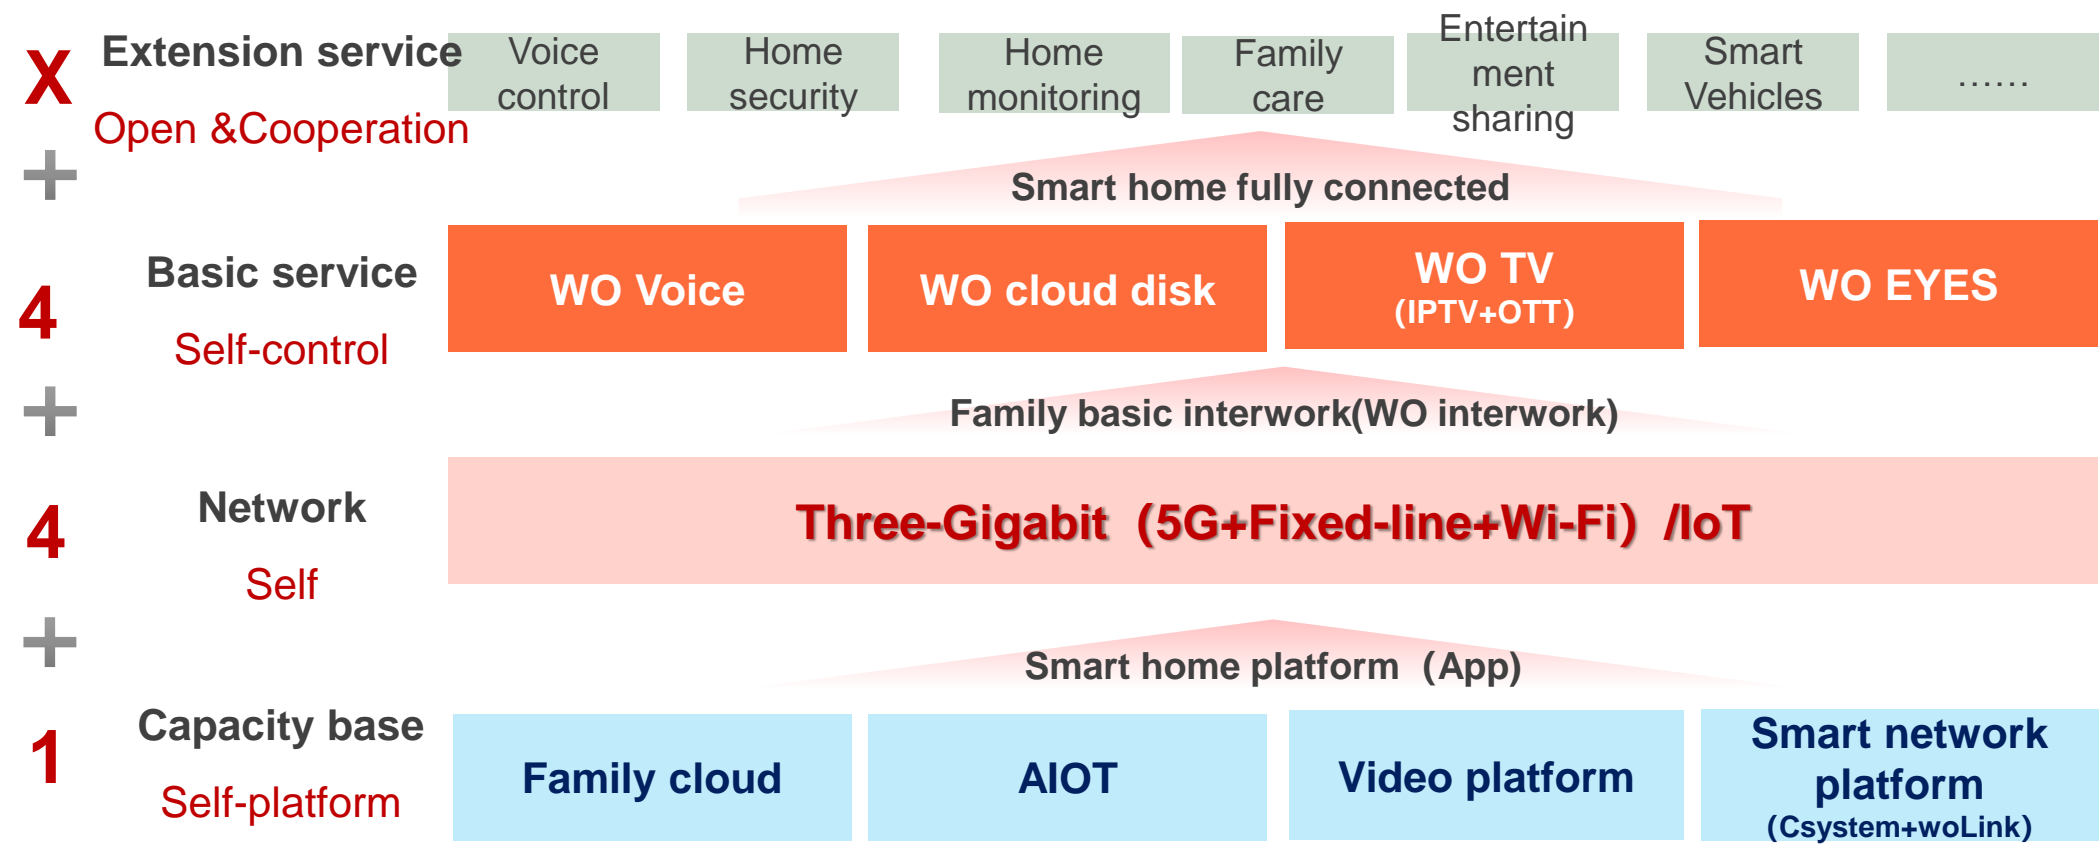 X
Extension service
Open &Cooperation
Voice
control
Home
security
Home
monitoring
Family
care
Entertain
ment
sharing
Smart
Vehicles
……
+
Smart home fully connected
4
Basic service
Self-control
WO Voice
WO cloud disk
WO TV
(IPTV+OTT)
WO EYES
+
Family basic interwork(WO interwork)
4
Network
Self
Three-Gigabit（5G+Fixed-line+Wi-Fi）/IoT
+
Smart home platform（App)
1
Capacity base
Self-platform
Family cloud
AIOT
Video platform
Smart network
platform
（Csystem+woLink）